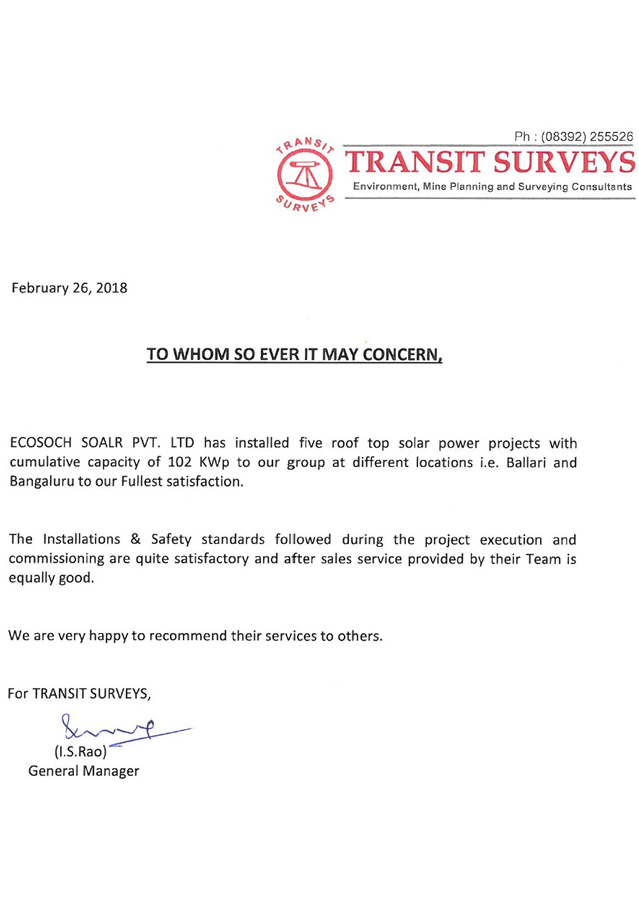 Ph : (08392) 255526
TRANSIT
SURVEYS
TRANSIT SURVEYS
Environment, Mine Planning and Surveying Consultants
February 26, 2018
TO WHOM SO EVER IT MAY CONCERN,
ECOSOCH SOALR PVT. LTD has installed five roof top solar power projects with
cumulative capacity of 102 KWp to our group at different locations i.e. Ballari and
Bangaluru to our Fullest satisfaction.
The Installations & Safety standards followed during the project execution and
commissioning are quite satisfactory and after sales service provided by their Team is
equally good.
We are very happy to recommend their services to others.
For TRANSIT SURVEYS,
(I.S.Rao)
General Manager